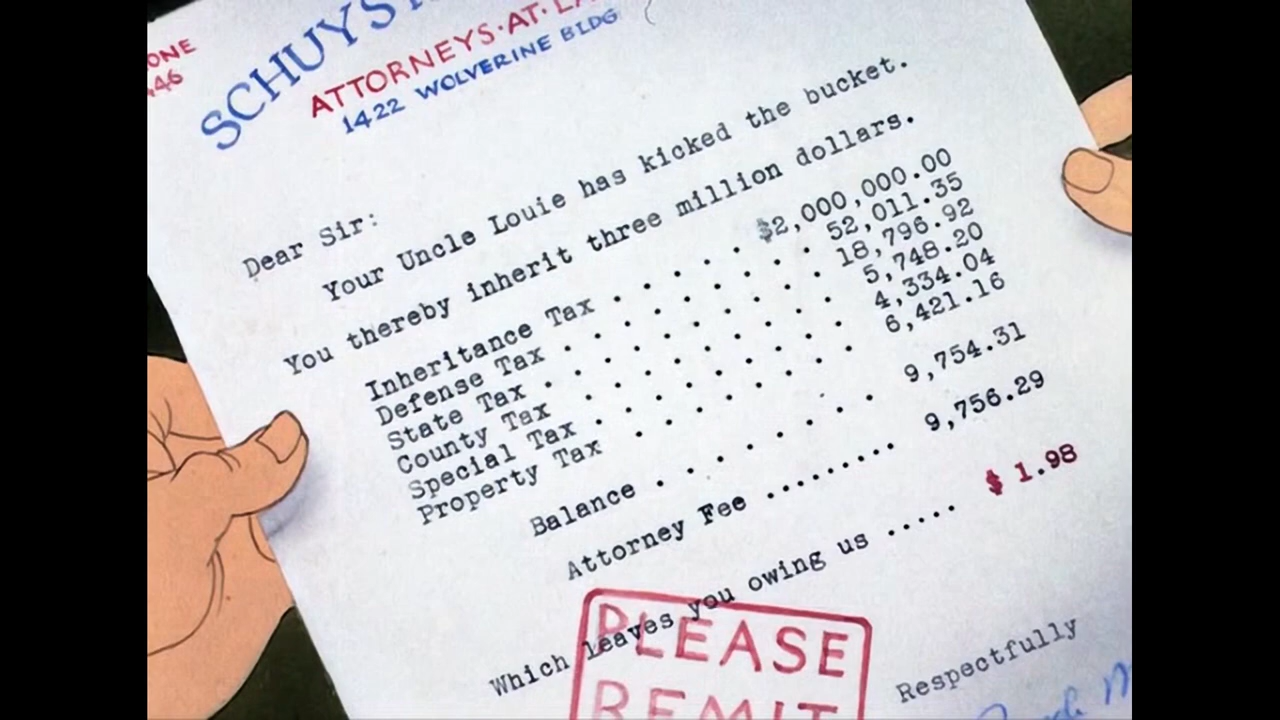 ONE
46
SCHUYS
ATTORNEYS·AT·LA
1422 WOLVERINE BLDG
Dear Sir:
Your Uncle Louie has kicked the bucket.
You thereby inherit three million dollars.
Inheritance Tax . . . . . $2,000,000.00
Defense Tax . . . . . . . 52,011.35
State Tax . . . . . . . . 18,796.92
County Tax . . . . . . . 5,748.20
Special Tax . . . . . . . 4,334.04
Property Tax . . . . . . 6,421.16
Balance . . . . . . . . 9,754.31
Attorney Fee ......... 9,756.29
Which leaves you owing us ..... $ 1.98
PLEASE
REMIT
Respectfully